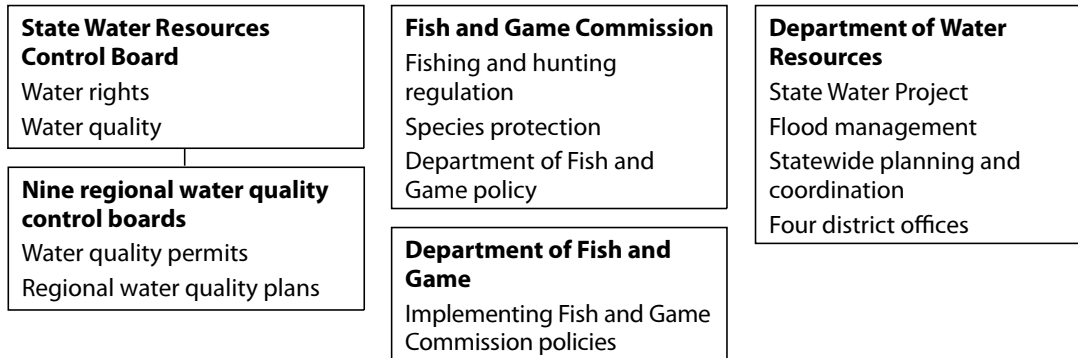 State Water Resources
Control Board
Water rights
Water quality
Nine regional water quality
control boards
Water quality permits
Regional water quality plans
Fish and Game Commission
Fishing and hunting
regulation
Species protection
Department of Fish and
Game policy
Department of Fish and
Game
Implementing Fish and Game
Commission policies
Department of Water
Resources
State Water Project
Flood management
Statewide planning and
coordination
Four district offices